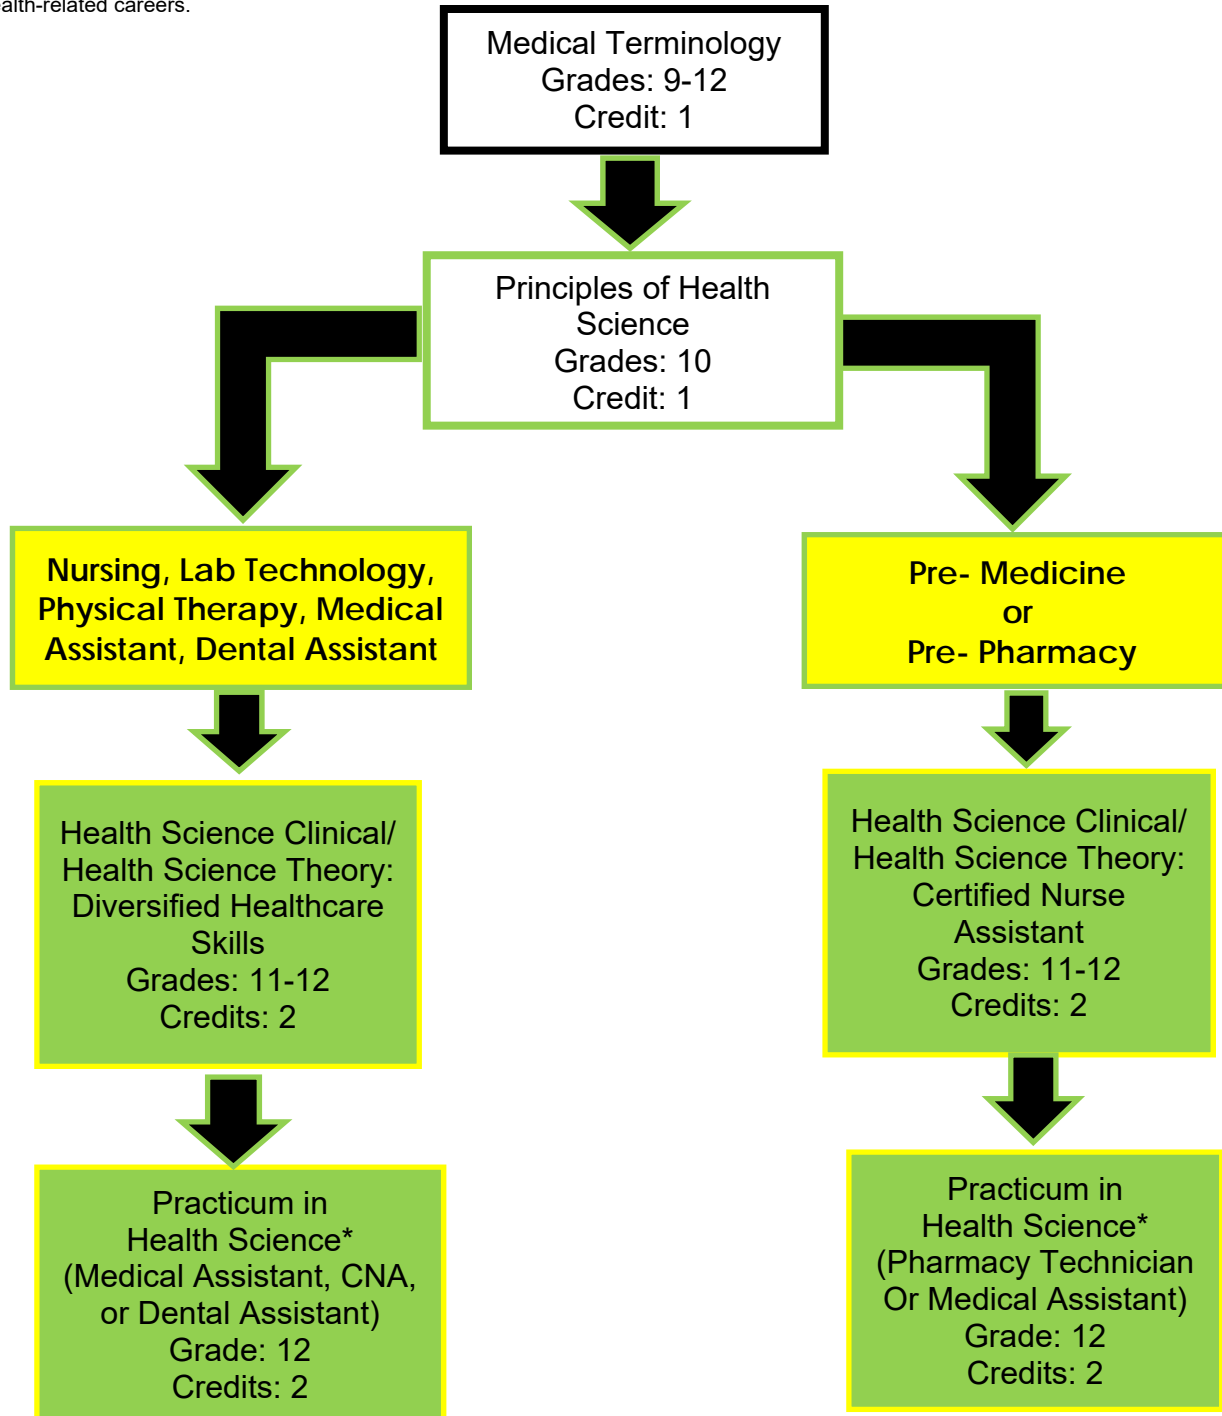 ealth-related careers.
Medical Terminology
Grades: 9-12
Credit: 1
Principles of Health
Science
Grades: 10
Credit: 1
Nursing, Lab Technology,
Physical Therapy, Medical
Assistant, Dental Assistant
Health Science Clinical/
Health Science Theory:
Diversified Healthcare
Skills
Grades: 11-12
Credits: 2
Practicum in
Health Science*
(Medical Assistant, CNA,
or Dental Assistant)
Grade: 12
Credits: 2
Pre- Medicine
or
Pre- Pharmacy
Health Science Clinical/
Health Science Theory:
Certified Nurse
Assistant
Grades: 11-12
Credits: 2
Practicum in
Health Science*
(Pharmacy Technician
Or Medical Assistant)
Grade: 12
Credits: 2